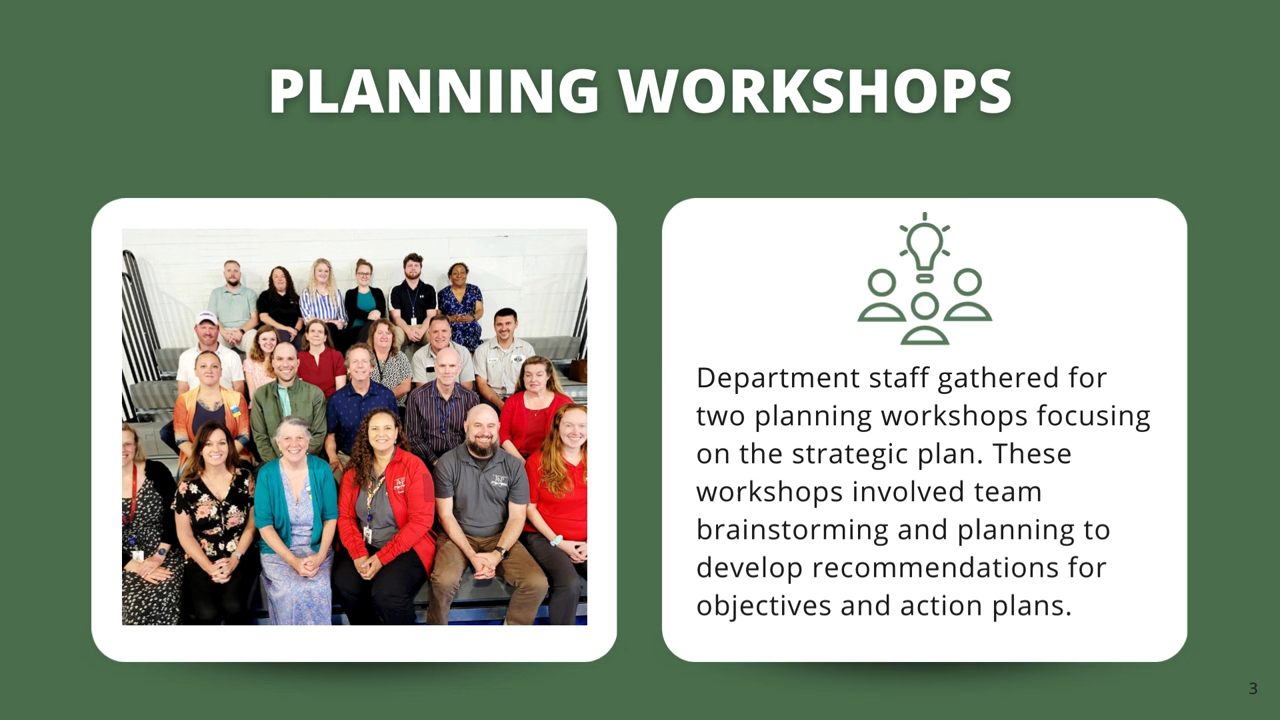 PLANNING WORKSHOPS
Department staff gathered for
two planning workshops focusing
on the strategic plan. These
workshops involved team
brainstorming and planning to
develop recommendations for
objectives and action plans.
3